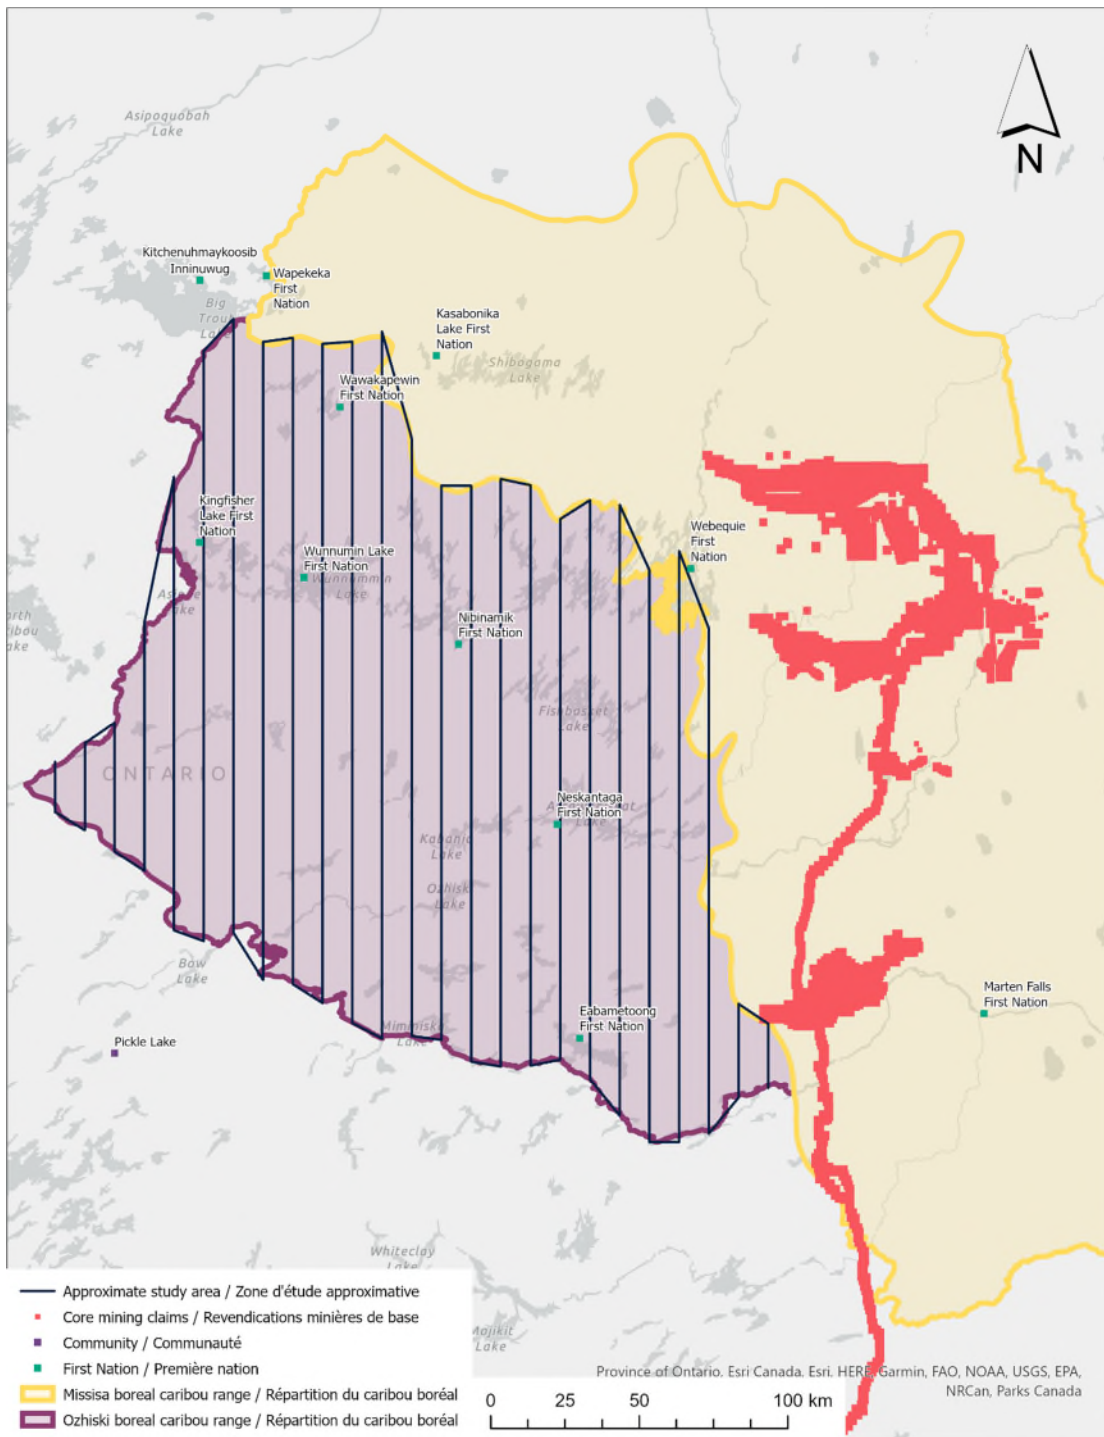 Asipoquobah
Lake
N
Kitchenuhmaykoosib
Inninuwug
Wapekeka
First
Nation
Big
Trout
Lake
Kasabonika
Lake First
Nation
Shibogama
Lake
Wawakapewin
First Nation
Kingfisher
Lake First
Nation
Webequie
First
Nation
Wunnumin Lake
First Nation
Wunnummin
Lake
Lake
Nibinamik
First Nation
Fishbasket
Lake
ONTARIO
Neskantaga
First Nation
Lake
Kabania
Lake
Ozhiski
Lake
Bow
Lake
Marten Falls
First Nation
Eabametoong
First Nation
Miminiska
Lake
Pickle Lake
Whiteclay
Lake
Mojikit
Lake
Approximate study area / Zone d'étude approximative
Core mining claims / Revendications minières de base
Community / Communauté
First Nation / Première nation
Missisa boreal caribou range / Répartition du caribou boréal
Ozhiski boreal caribou range / Répartition du caribou boréal
0 25 50 100 km
Province of Ontario, Esri Canada, Esri, HERE, Garmin, FAO, NOAA, USGS, EPA,
NRCan, Parks Canada